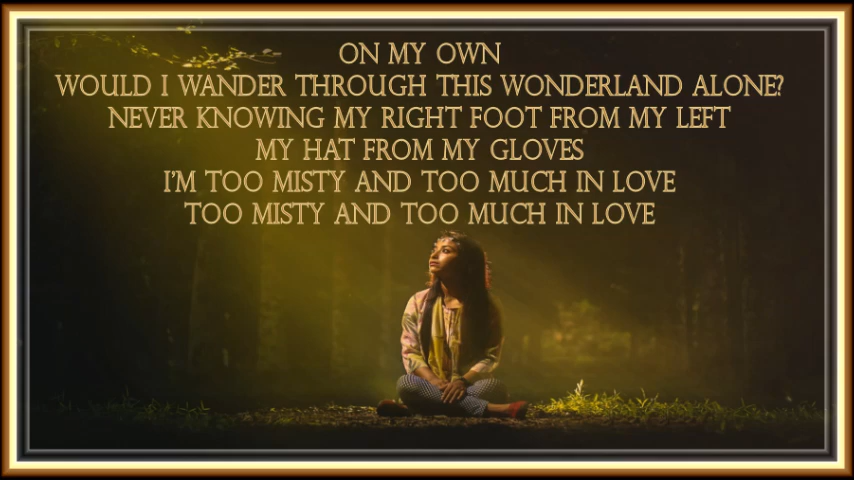 ON MY OWN
WOULD I WANDER THROUGH THIS WONDERLAND ALONE?
NEVER KNOWING MY RIGHT FOOT FROM MY LEFT
MY HAT FROM MY GLOVES
I'M TOO MISTY AND TOO MUCH IN LOVE
TOO MISTY AND TOO MUCH IN LOVE